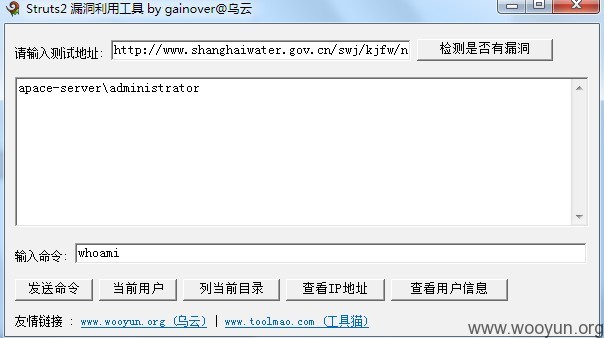 Struts2 漏洞利用工具 by gainover@乌云
请输入测试地址: http://www.shanghaiwater.gov.cn/swj/kjfw/n 检测是否有漏洞
apace-server\administrator
输入命令: whoami
发送命令 当前用户 列当前目录 查看IP地址 查看用户信息
友情链接 : www.wooyun.org (乌云) | www.toolmao.com (工具猫)
www.wooyun.org